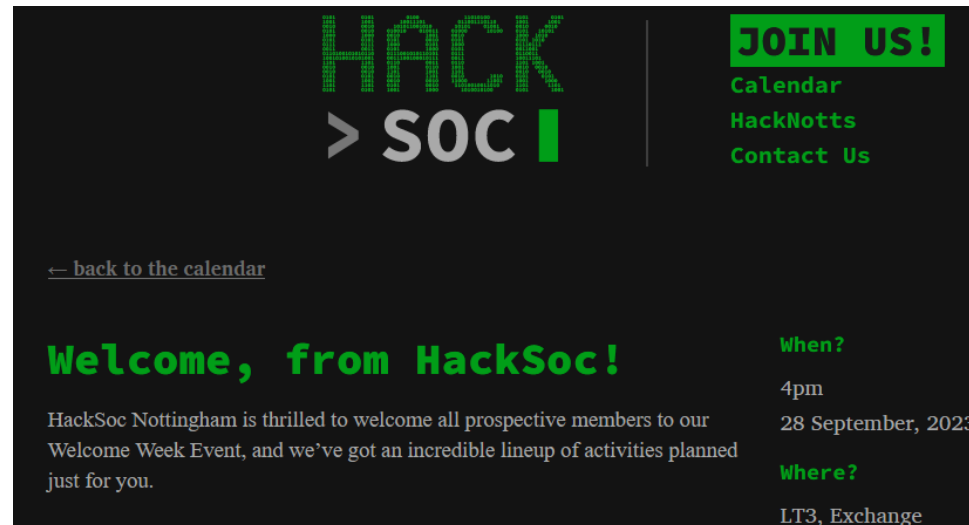 HACK
> SOC
JOIN US!
Calendar
HackNotts
Contact Us
← back to the calendar
Welcome, from HackSoc!
HackSoc Nottingham is thrilled to welcome all prospective members to our
Welcome Week Event, and we’ve got an incredible lineup of activities planned
just for you.
When?
4pm
28 September, 2023
Where?
LT3, Exchange